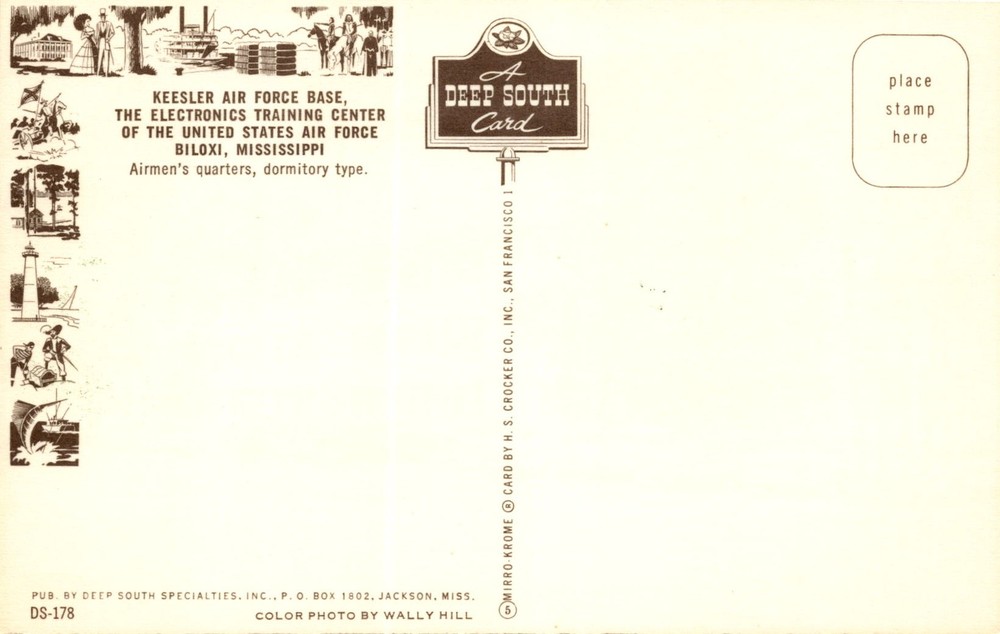 KEESLER AIR FORCE BASE,
THE ELECTRONICS TRAINING CENTER
OF THE UNITED STATES AIR FORCE
BILOXI, MISSISSIPPI
Airmen's quarters, dormitory type.
A
DEEP SOUTH
Card
place
stamp
here
MIRRO-KROME ® CARD BY H. S. CROCKER CO., INC., SAN FRANCISCO 1
5
PUB. BY DEEP SOUTH SPECIALTIES, INC., P. O. BOX 1802, JACKSON, MISS.
DS-178
COLOR PHOTO BY WALLY HILL